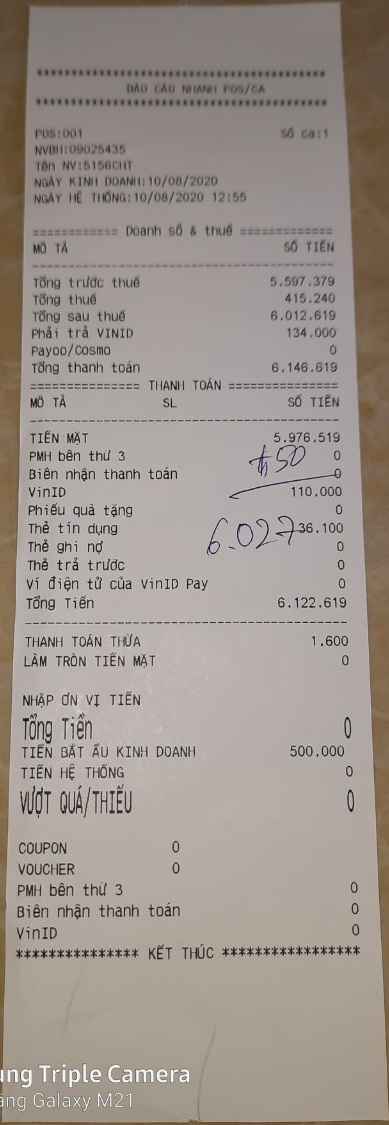 ****************************************
BÁO CÁO NHANH POS/CA
****************************************
POS:001 Số ca:1
NVBH:09025435
Tên NV:5156CHT
NGÀY KINH DOANH:10/08/2020
NGÀY HỆ THỐNG:10/08/2020 12:55
============ Doanh số & thuế =============
MÔ TẢ SỐ TIỀN
Tổng trước thuế 5.597.379
Tổng thuế 415.240
Tổng sau thuế 6.012.619
Phải trả VINID 134.000
Payoo/Cosmo 0
Tổng thanh toán 6.146.619
=============== THANH TOÁN ===============
MÔ TẢ SL SỐ TIỀN
TIỀN MẶT 5.976.519
PMH bên thứ 3 0
50
Biên nhận thanh toán 0
VinID 110.000
Phiếu quà tặng 0
Thẻ tín dụng 36.100
6.027
Thẻ ghi nợ 0
Thẻ trả trước 0
Ví điện tử của VinID Pay 0
Tổng Tiền 6.122.619
THANH TOÁN THỪA 1.600
LÀM TRÒN TIỀN MẶT 0
NHẬP ƠN VỊ TIỀN
Tổng Tiền 0
TIỀN BẮT ẦU KINH DOANH 500.000
TIỀN HỆ THỐNG 0
VƯỢT QUÁ/THIẾU 0
COUPON 0
VOUCHER 0
PMH bên thứ 3 0
Biên nhận thanh toán 0
VinID 0
*************** KẾT THÚC *****************
ung Triple Camera
ằng Galaxy M21